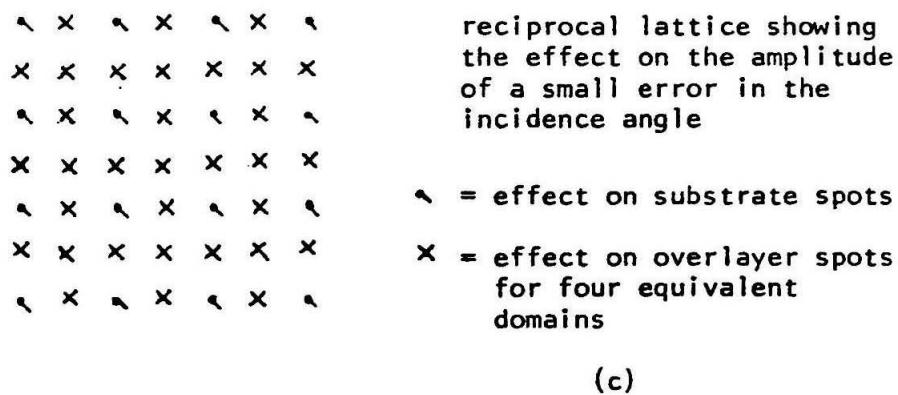 reciprocal lattice showing
the effect on the amplitude
of a small error in the
incidence angle
= effect on substrate spots
× = effect on overlayer spots
for four equivalent
domains
(c)